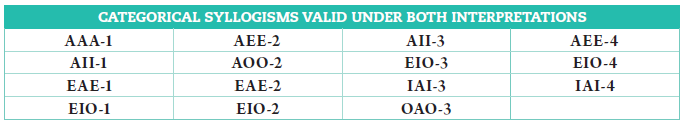 CATEGORICAL SYLLOGISMS VALID UNDER BOTH INTERPRETATIONS
AAA-1 AEE-2 AII-3 AEE-4
AII-1 AOO-2 EIO-3 EIO-4
EAE-1 EAE-2 IAI-3 IAI-4
EIO-1 EIO-2 OAO-3